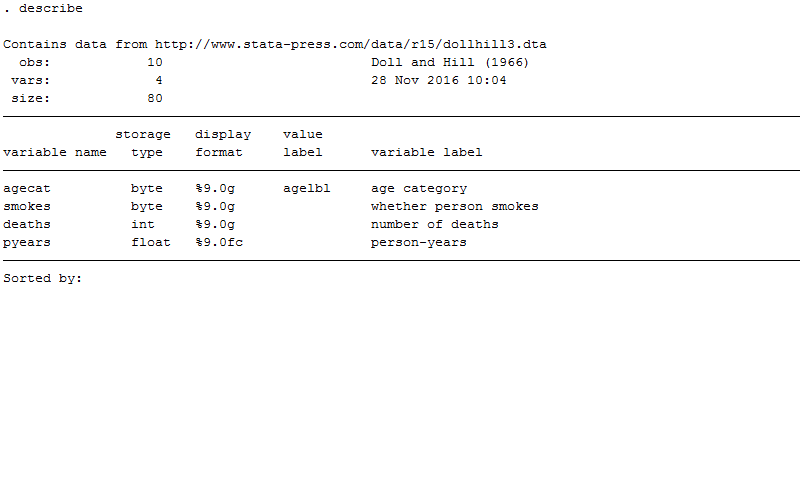 . describe
Contains data from http://www.stata-press.com/data/r15/dollhill3.dta
obs: 10 Doll and Hill (1966)
vars: 4 28 Nov 2016 10:04
size: 80
storage display value
variable name type format label variable label
agecat byte %9.0g agelbl age category
smokes byte %9.0g whether person smokes
deaths int %9.0g number of deaths
pyears float %9.0fc person-years
Sorted by: